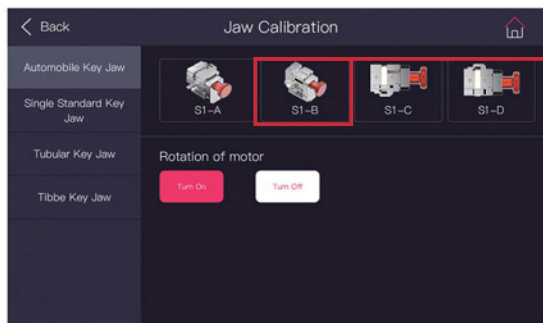 Back
Jaw Calibration
Automobile Key Jaw
Single Standard Key
Jaw
Tubular Key Jaw
Tibbe Key Jaw
S1-A
S1-B
S1-C
S1-D
Rotation of motor
Turn On
Turn Off